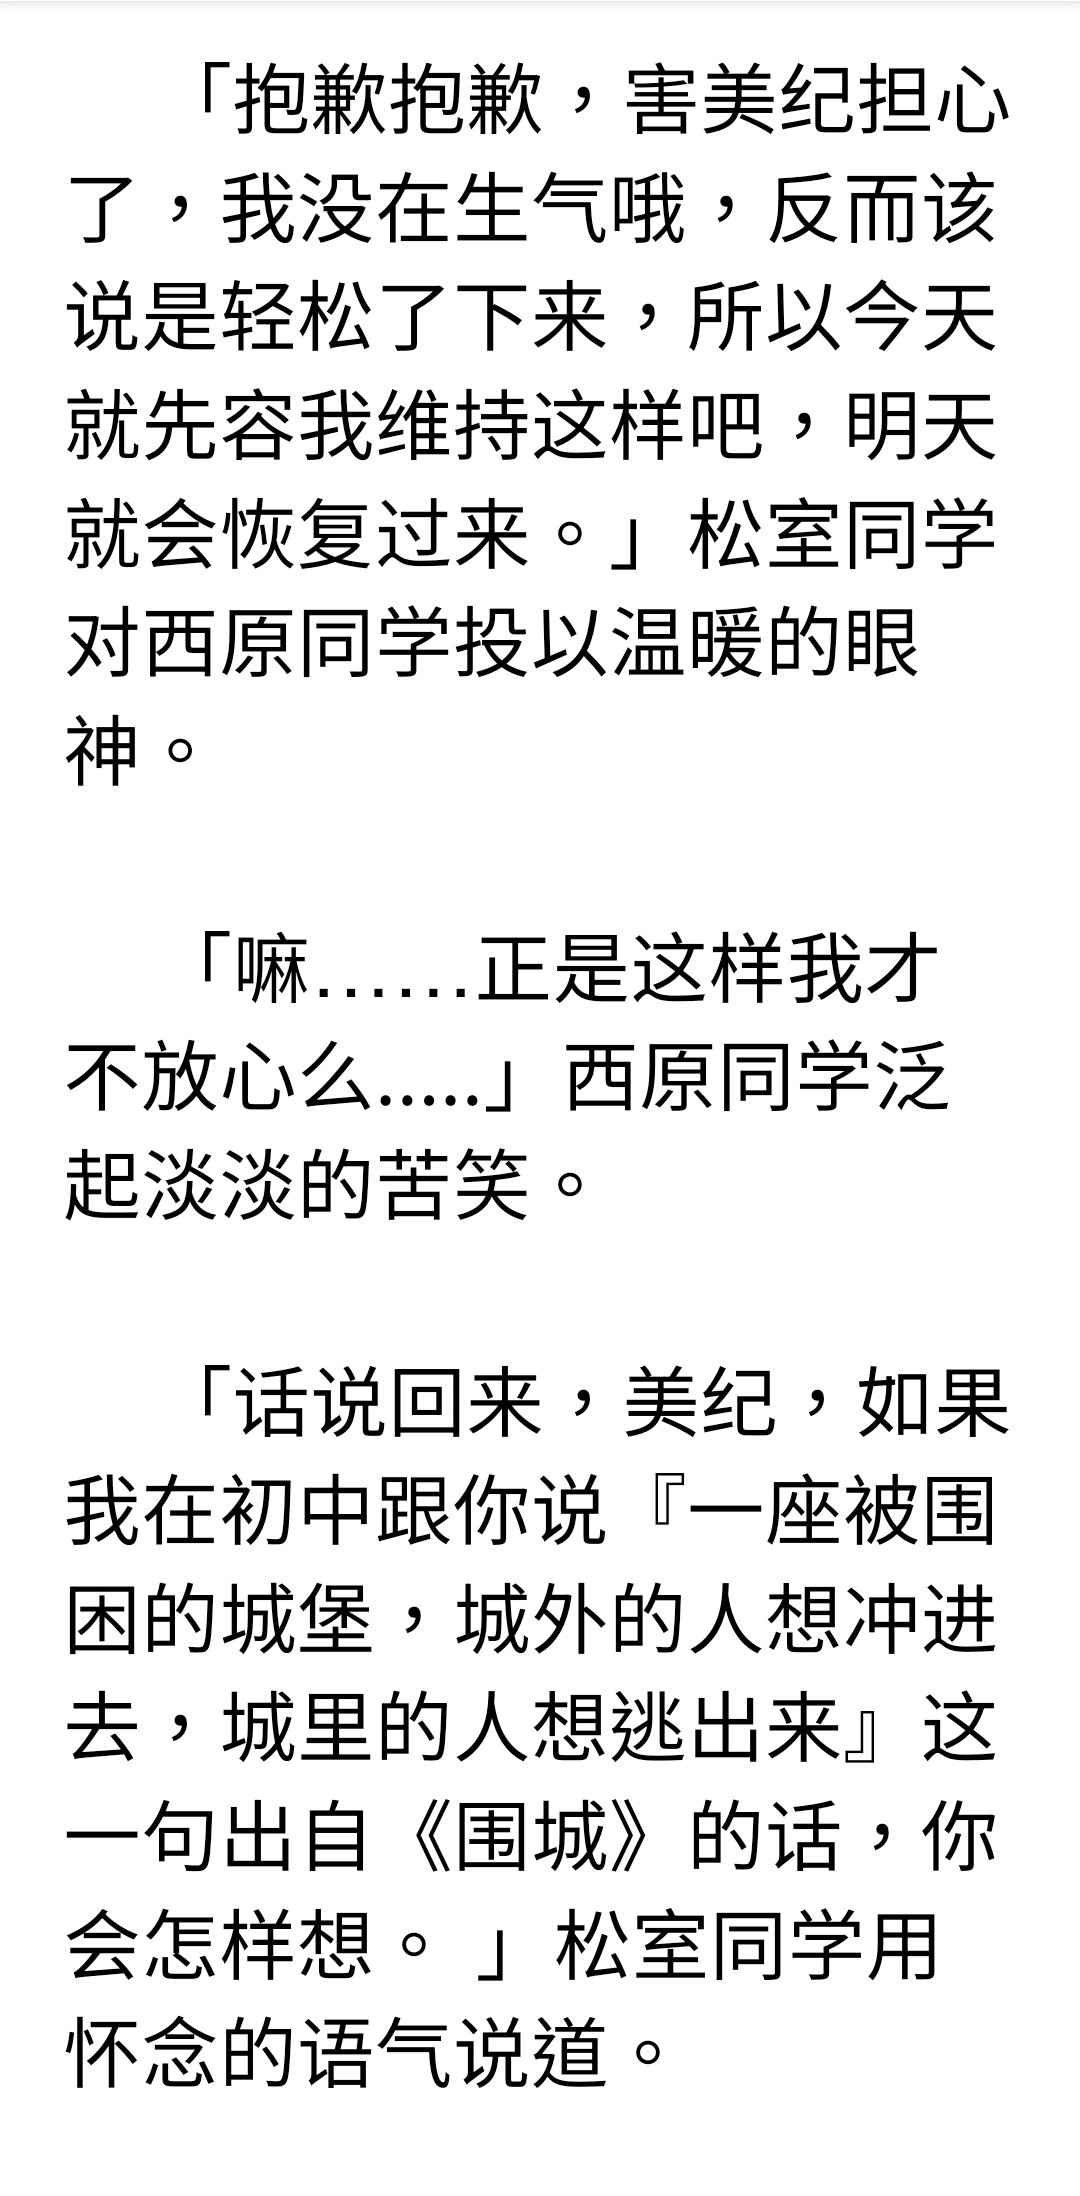 「抱歉抱歉，害美纪担心
了，我没在生气哦，反而该
说是轻松了下来，所以今天
就先容我维持这样吧，明天
就会恢复过来。」松室同学
对西原同学投以温暖的眼
神。
「嘛……正是这样我才
不放心么.....」西原同学泛
起淡淡的苦笑。
「话说回来，美纪，如果
我在初中跟你说『一座被围
困的城堡，城外的人想冲进
去，城里的人想逃出来』这
一句出自《围城》的话，你
会怎样想。 」松室同学用
怀念的语气说道。